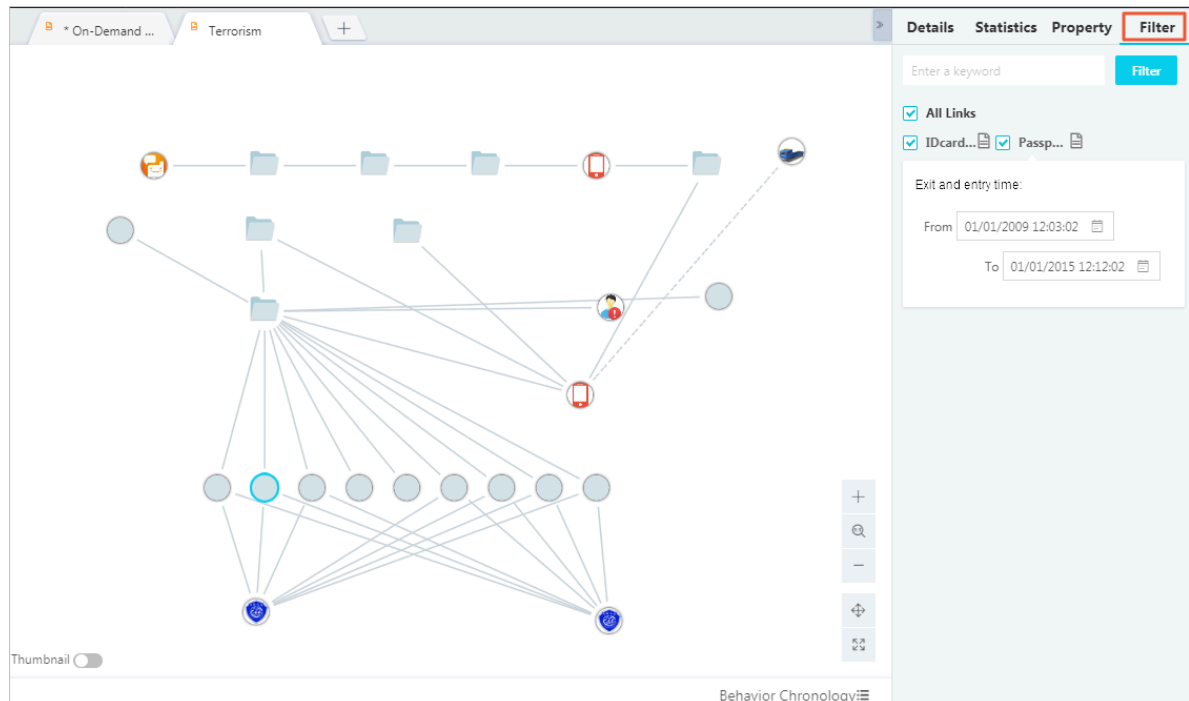 * On-Demand ...
Terrorism
Details Statistics Property Filter
Enter a keyword Filter
All Links
IDcard... Passp...
Exit and entry time:
From 01/01/2009 12:03:02
To 01/01/2015 12:12:02
Thumbnail
Behavior Chronology